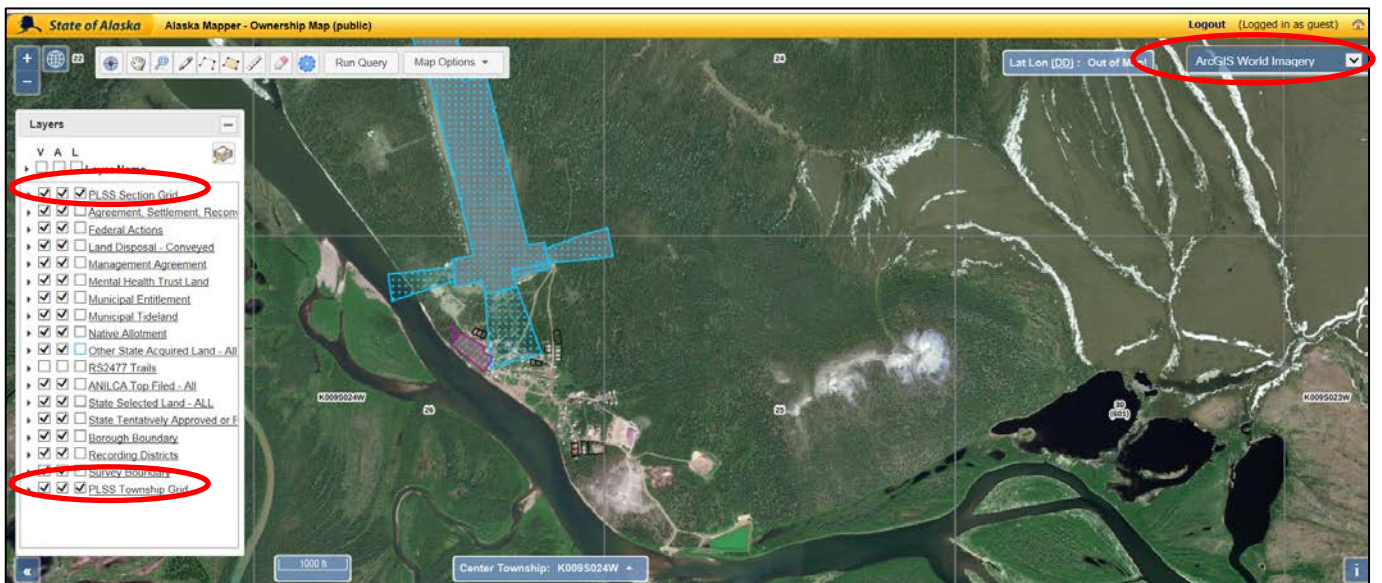 State of Alaska Alaska Mapper - Ownership Map (public) Logout (Logged in as guest)
+
−
22
Run Query Map Options
24
Lat Lon (DD) :
ArcGIS World Imagery
Layers
V A L
Layer Name
PLSS Section Grid
Agreement, Settlement, Reconv
Federal Actions
Land Disposal - Conveyed
Management Agreement
Mental Health Trust Land
Municipal Entitlement
Municipal Tideland
Native Allotment
Other State Acquired Land - All
RS2477 Trails
ANILCA Top Filed - All
State Selected Land - ALL
State Tentatively Approved or P
Borough Boundary
Recording Districts
Survey Boundary
PLSS Township Grid
K009S024W
26
25
30
(601)
K009S023W
« 1000 ft Center Township: K009S024W i